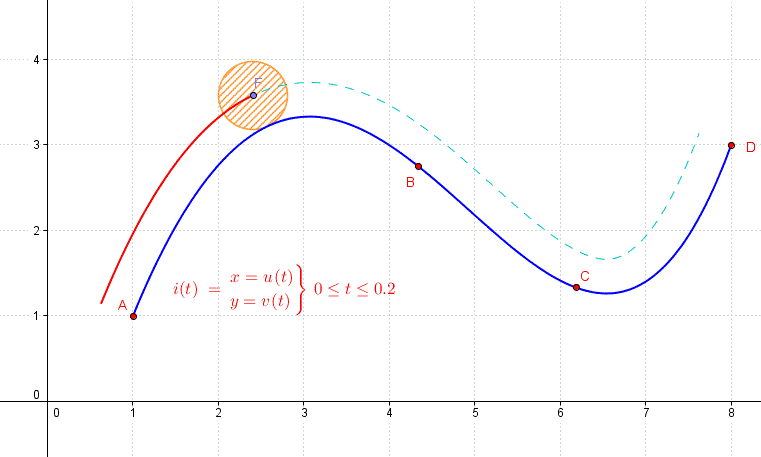 4
F
3
D
B
2
C
i(t) = x = u(t) } 0 ≤ t ≤ 0.2
y = v(t)
A
1
0
0 1 2 3 4 5 6 7 8